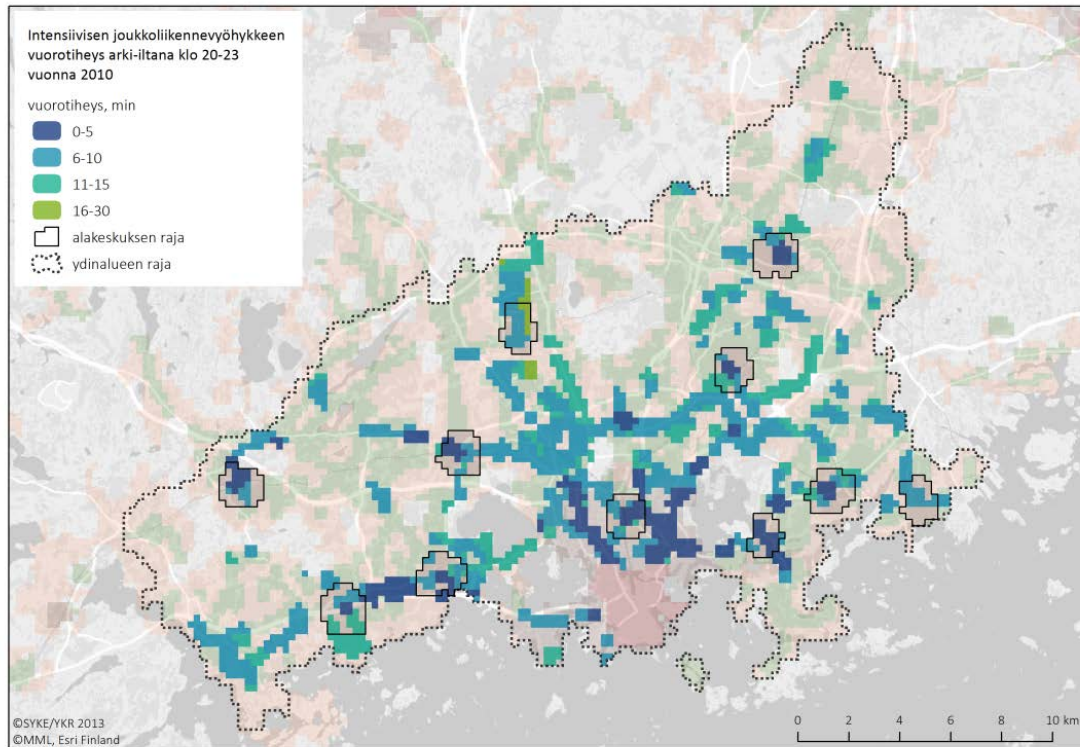 Intensiivisen joukkoliikennevyöhykkeen
vuorotiheys arki-iltana klo 20-23
vuonna 2010
vuorotiheys, min
0-5
6-10
11-15
16-30
alakeskuksen raja
ydinalueen raja
©SYKE/YKR 2013
©MML, Esri Finland
0 2 4 6 8 10 km